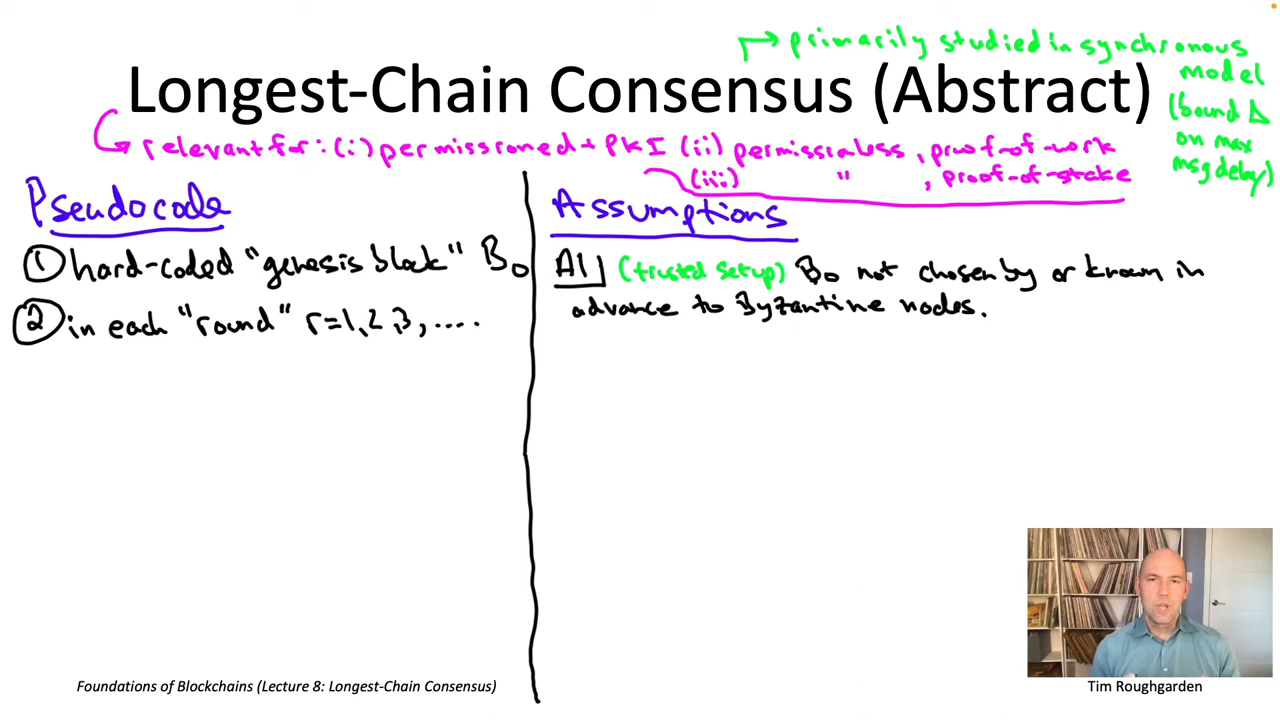 primarily studied in synchronous
model
(bound Δ
on max
msg delay)
Longest-Chain Consensus (Abstract)
relevant for: (i) permissioned + PKI (ii) permissionless, proof-of-work
(iii) " , proof-of-stake
Pseudocode
① hard-coded "genesis block" B₀
② in each "round" r=1,2,3,....
Assumptions
A1 (trusted setup) B₀ not chosen by or known in
advance to Byzantine nodes.
Foundations of Blockchains (Lecture 8: Longest-Chain Consensus)
Tim Roughgarden